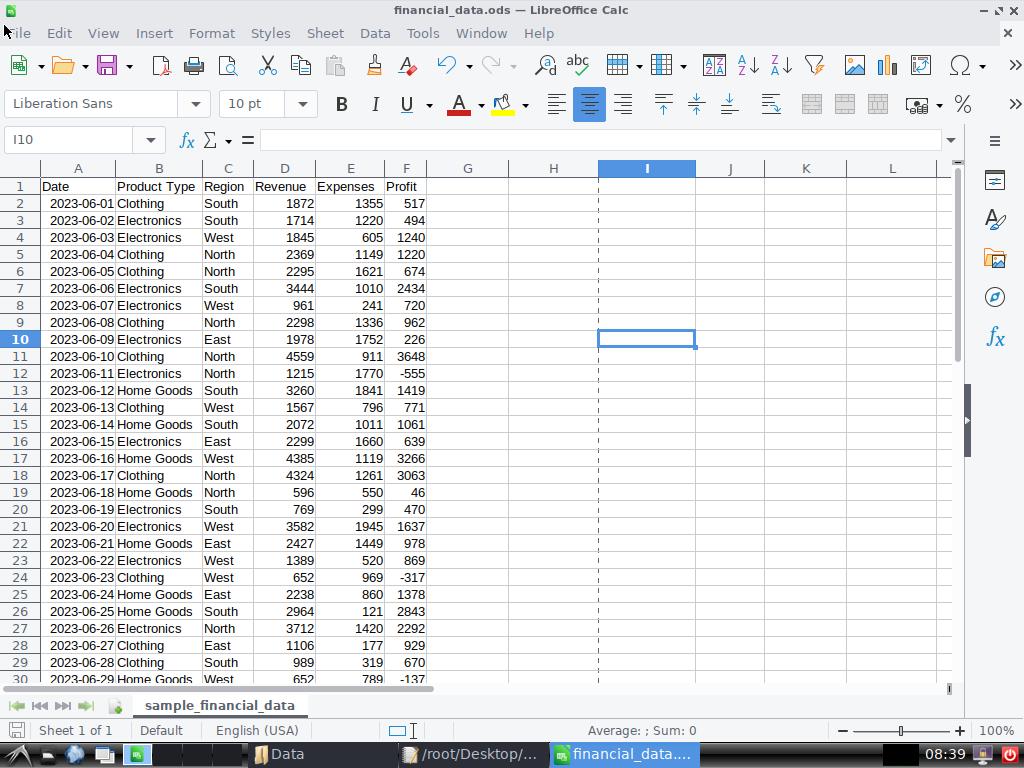 financial_data.ods — LibreOffice Calc
File Edit View Insert Format Styles Sheet Data Tools Window Help
Liberation Sans 10 pt
I10
A B C D E F G H I J K L
1 Date Product Type Region Revenue Expenses Profit
2 2023-06-01 Clothing South 1872 1355 517
3 2023-06-02 Electronics South 1714 1220 494
4 2023-06-03 Electronics West 1845 605 1240
5 2023-06-04 Clothing North 2369 1149 1220
6 2023-06-05 Clothing North 2295 1621 674
7 2023-06-06 Electronics South 3444 1010 2434
8 2023-06-07 Electronics West 961 241 720
9 2023-06-08 Clothing North 2298 1336 962
10 2023-06-09 Electronics East 1978 1752 226
11 2023-06-10 Clothing North 4559 911 3648
12 2023-06-11 Electronics North 1215 1770 -555
13 2023-06-12 Home Goods South 3260 1841 1419
14 2023-06-13 Clothing West 1567 796 771
15 2023-06-14 Home Goods South 2072 1011 1061
16 2023-06-15 Electronics East 2299 1660 639
17 2023-06-16 Home Goods West 4385 1119 3266
18 2023-06-17 Clothing North 4324 1261 3063
19 2023-06-18 Home Goods North 596 550 46
20 2023-06-19 Electronics South 769 299 470
21 2023-06-20 Electronics West 3582 1945 1637
22 2023-06-21 Home Goods East 2427 1449 978
23 2023-06-22 Electronics West 1389 520 869
24 2023-06-23 Clothing West 652 969 -317
25 2023-06-24 Home Goods East 2238 860 1378
26 2023-06-25 Home Goods South 2964 121 2843
27 2023-06-26 Electronics North 3712 1420 2292
28 2023-06-27 Clothing East 1106 177 929
29 2023-06-28 Clothing South 989 319 670
30 2023-06-29 Home Goods West 652 789 -137
sample_financial_data
Sheet 1 of 1 Default English (USA) Average: ; Sum: 0 100%
Data /root/Desktop/... financial_data.... 08:39